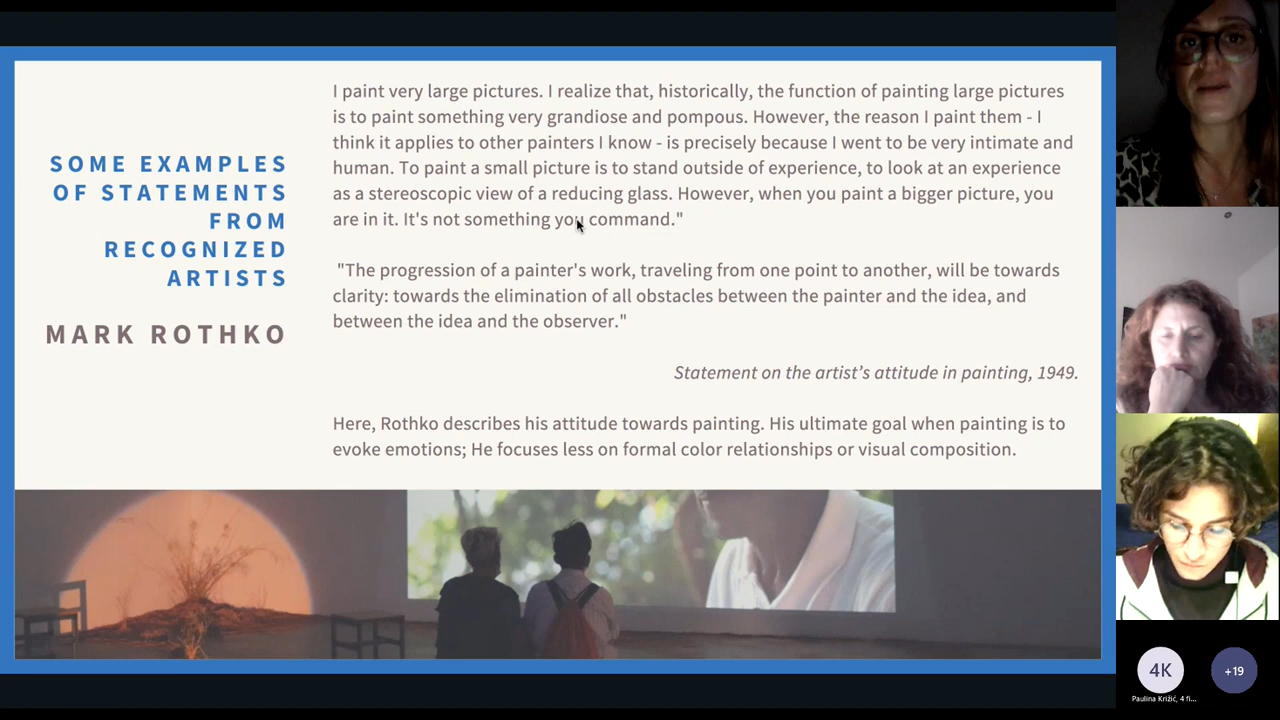 SOME EXAMPLES
OF STATEMENTS
FROM
RECOGNIZED
ARTISTS
MARK ROTHKO
I paint very large pictures. I realize that, historically, the function of painting large pictures
is to paint something very grandiose and pompous. However, the reason I paint them - I
think it applies to other painters I know - is precisely because I went to be very intimate and
human. To paint a small picture is to stand outside of experience, to look at an experience
as a stereoscopic view of a reducing glass. However, when you paint a bigger picture, you
are in it. It's not something you command."
"The progression of a painter's work, traveling from one point to another, will be towards
clarity: towards the elimination of all obstacles between the painter and the idea, and
between the idea and the observer."
Statement on the artist’s attitude in painting, 1949.
Here, Rothko describes his attitude towards painting. His ultimate goal when painting is to
evoke emotions; He focuses less on formal color relationships or visual composition.
4K
+19
Paulina Križić, 4 fi...